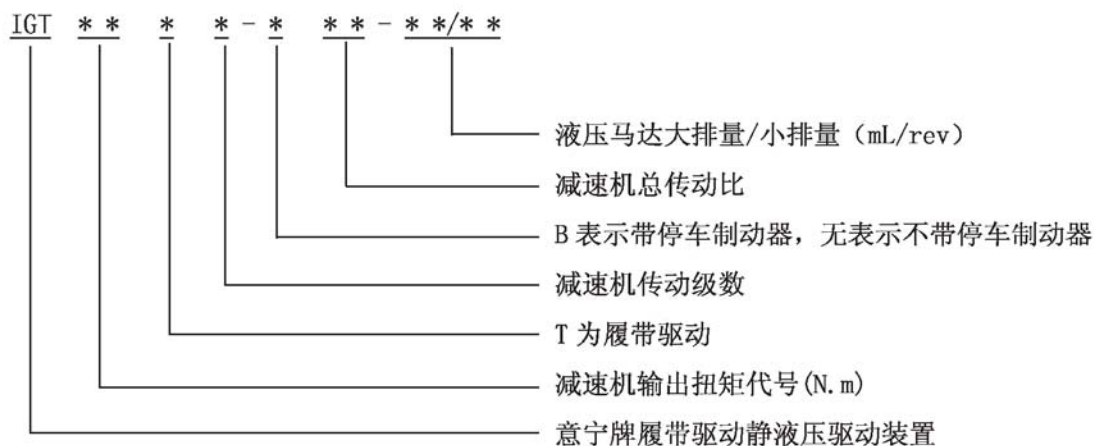 IGT ** * * - * ** - **/**
液压马达大排量/小排量（mL/rev）
减速机总传动比
B 表示带停车制动器，无表示不带停车制动器
减速机传动级数
T 为履带驱动
减速机输出扭矩代号(N.m)
意宁牌履带驱动静液压驱动装置